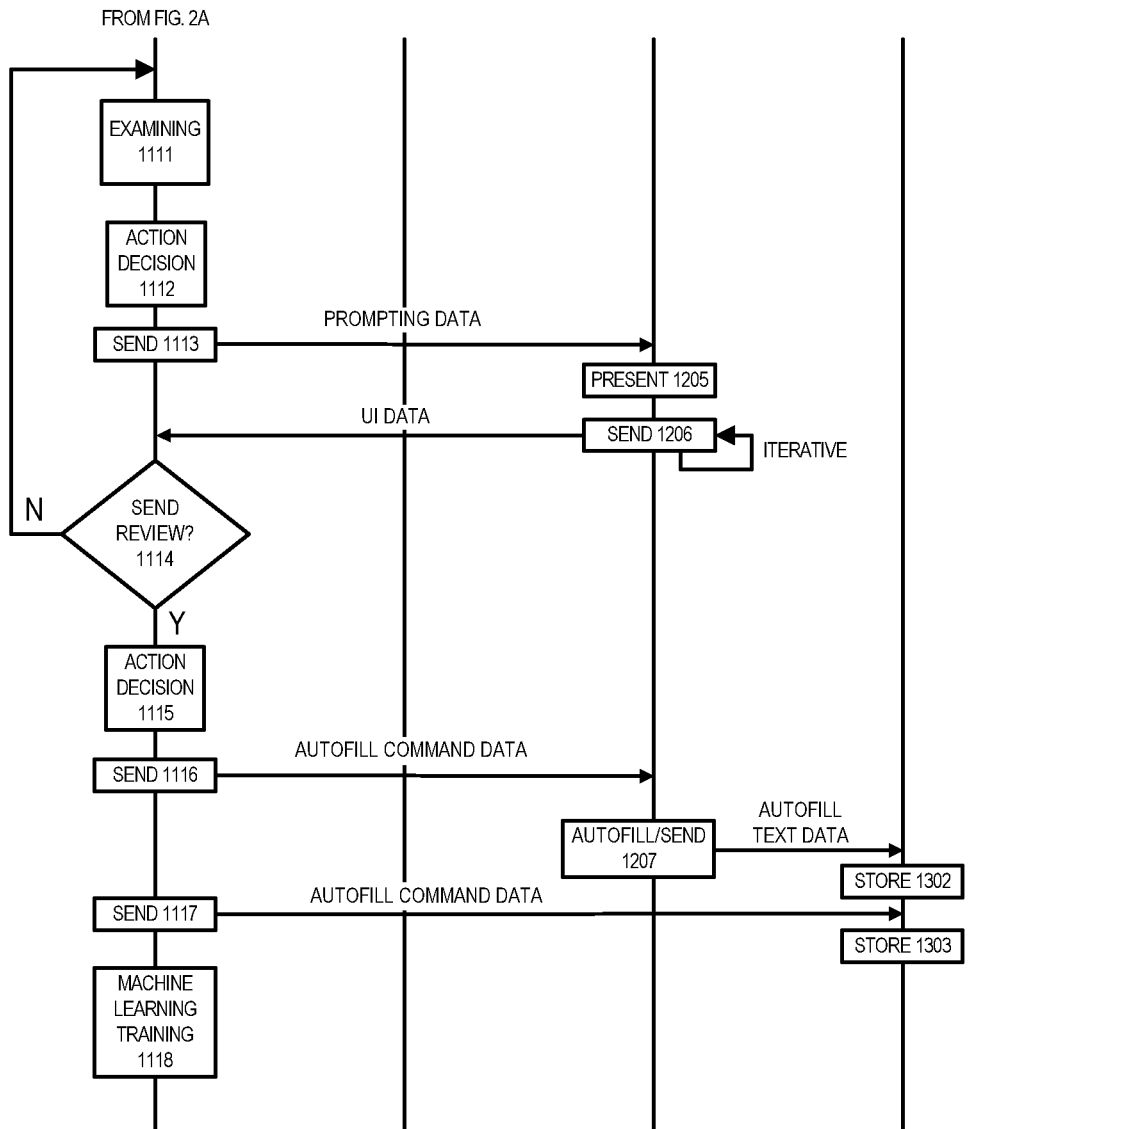 FROM FIG. 2A
EXAMINING
1111
ACTION
DECISION
1112
PROMPTING DATA
SEND 1113
PRESENT 1205
UI DATA
SEND 1206
ITERATIVE
N
SEND
REVIEW?
1114
Y
ACTION
DECISION
1115
AUTOFILL COMMAND DATA
SEND 1116
AUTOFILL
TEXT DATA
AUTOFILL/SEND
1207
STORE 1302
AUTOFILL COMMAND DATA
SEND 1117
STORE 1303
MACHINE
LEARNING
TRAINING
1118